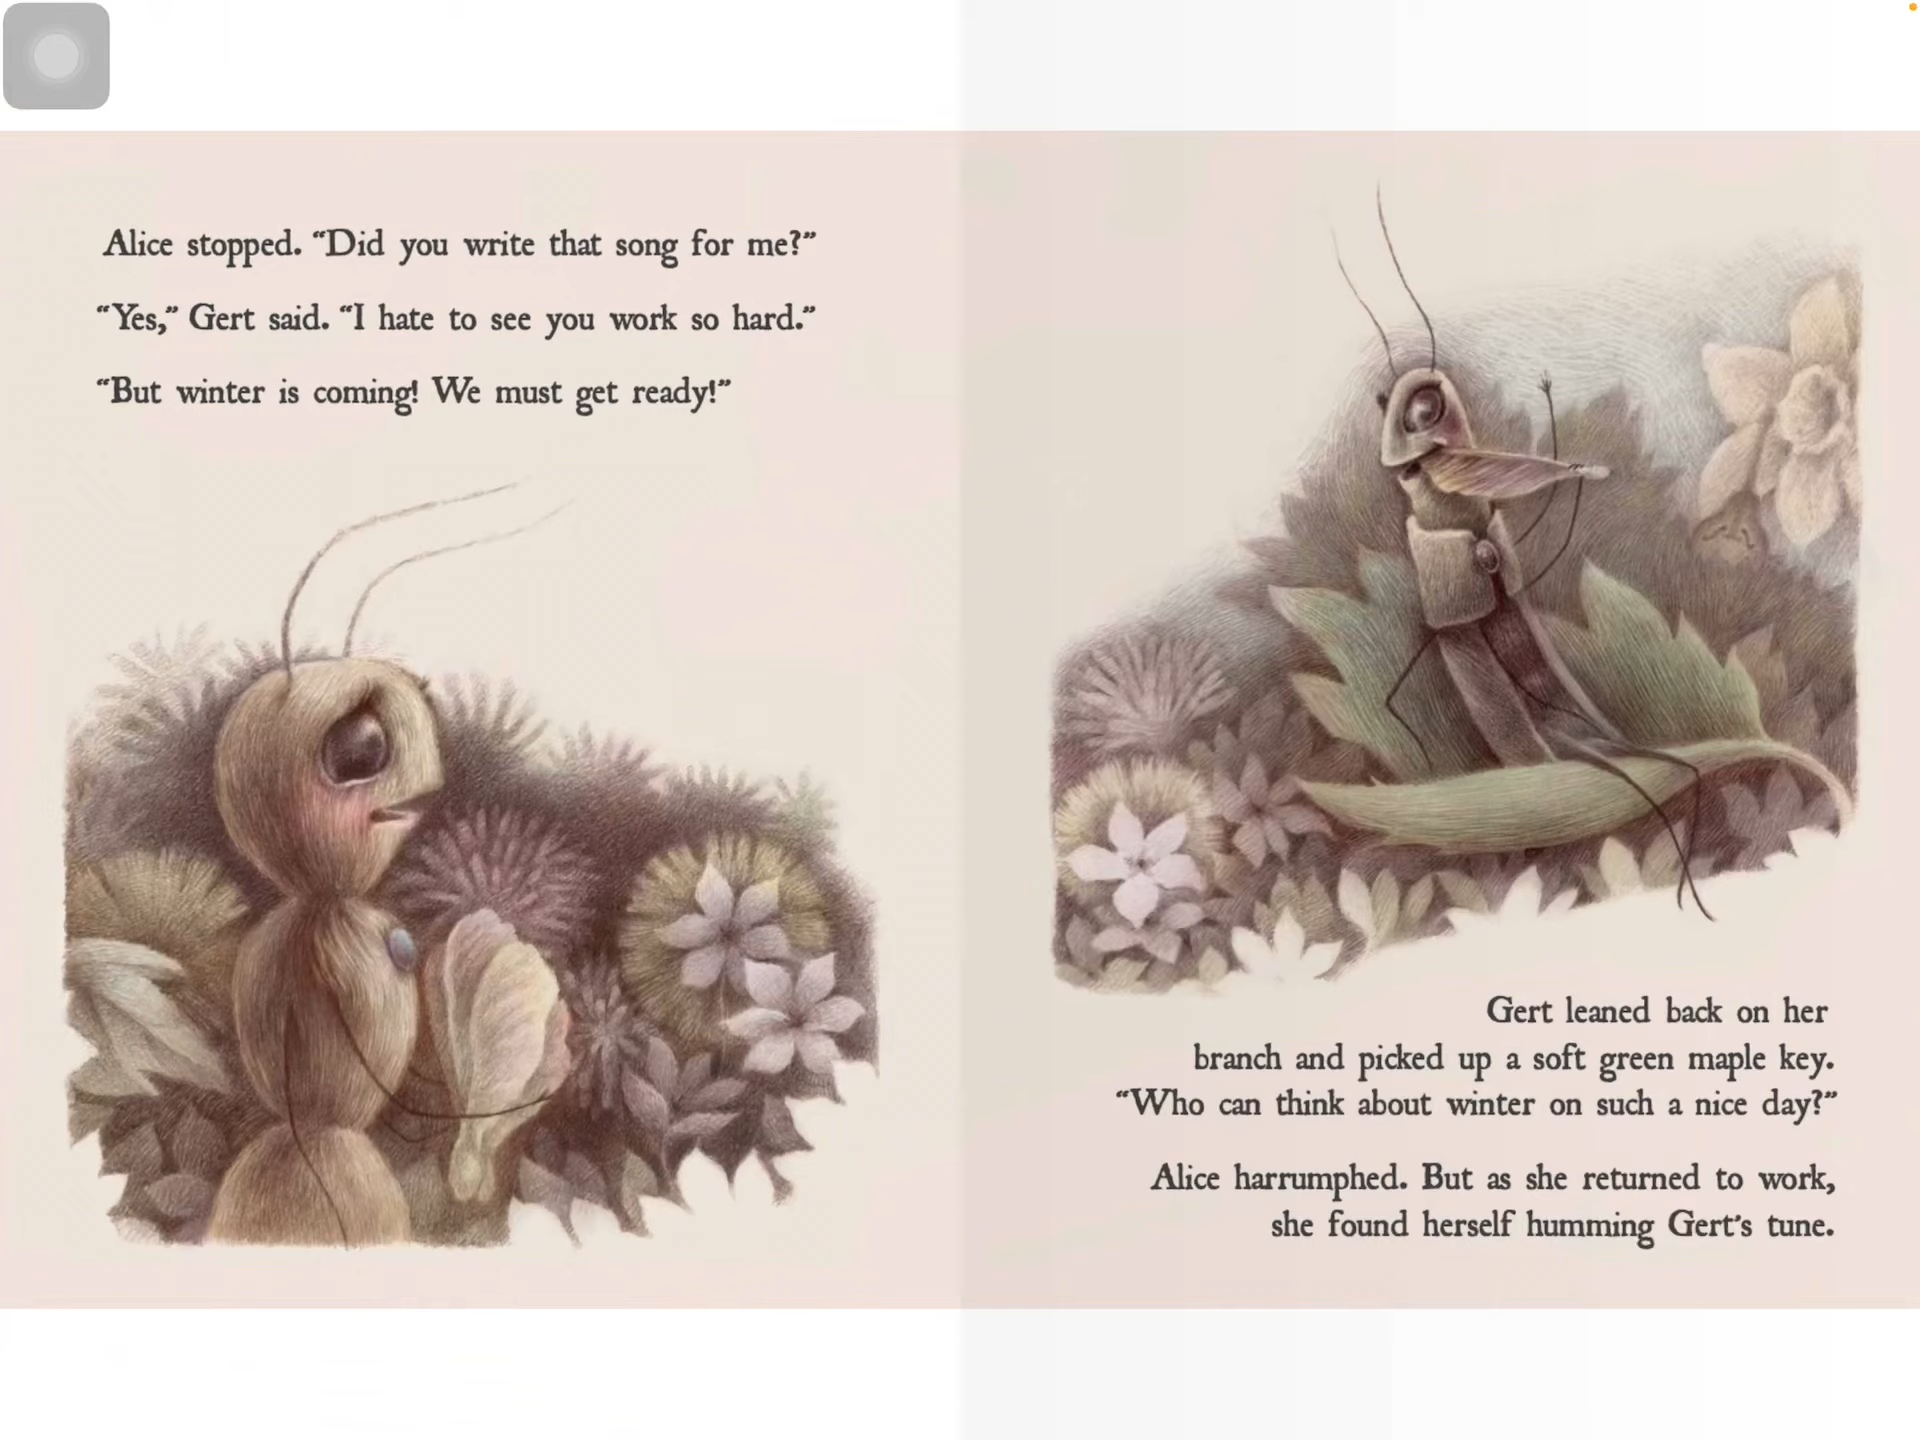 Alice stopped. “Did you write that song for me?”
“Yes,” Gert said. “I hate to see you work so hard.”
“But winter is coming! We must get ready!”
Gert leaned back on her
branch and picked up a soft green maple key.
“Who can think about winter on such a nice day?”
Alice harrumphed. But as she returned to work,
she found herself humming Gert’s tune.